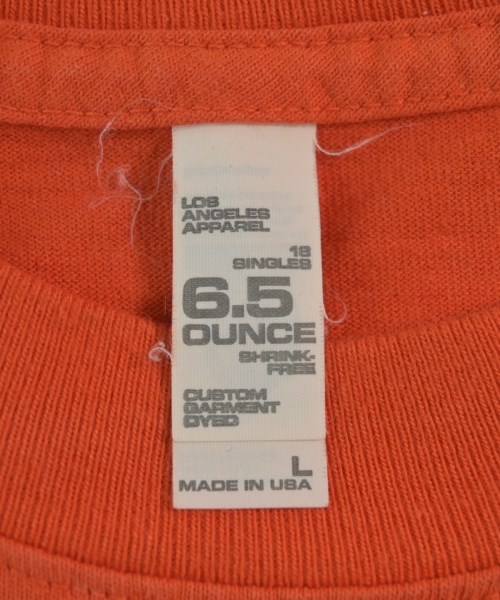 LOS
ANGELES
APPAREL
18
SINGLES
6.5
OUNCE
SHRINK-
FREE
CUSTOM
GARMENT
DYED
L
MADE IN USA